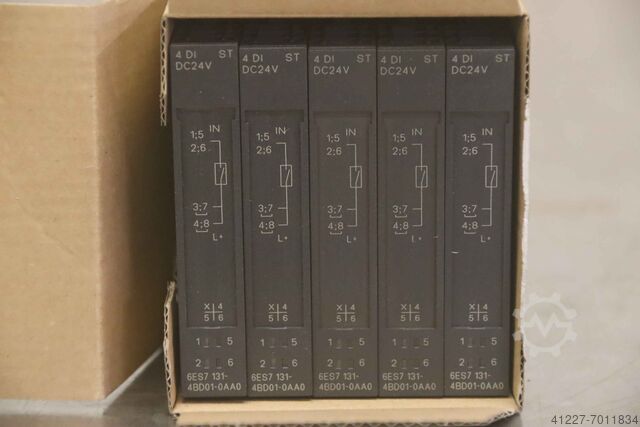 4 DI ST
DC24V
1;5 IN
2;6
3;7
4;8
L+
X 4
5 6
1 5
2 6
6ES7 131-
4BD01-0AA0
4 DI ST
DC24V
1;5 IN
2;6
3;7
4;8
L+
X 4
5 6
1 5
2 6
6ES7 131-
4BD01-0AA0
4 DI ST
DC24V
1;5 IN
2;6
3;7
4;8
L+
X 4
5 6
1 5
2 6
6ES7 131-
4BD01-0AA0
4 DI ST
DC24V
1;5 IN
2;6
3;7
4;8
L+
X 4
5 6
1 5
2 6
6ES7 131-
4BD01-0AA0
4 DI ST
DC24V
1;5 IN
2;6
3;7
4;8
L+
X 4
5 6
1 5
2 6
6ES7 131-
4BD01-0AA0
41227-7011834